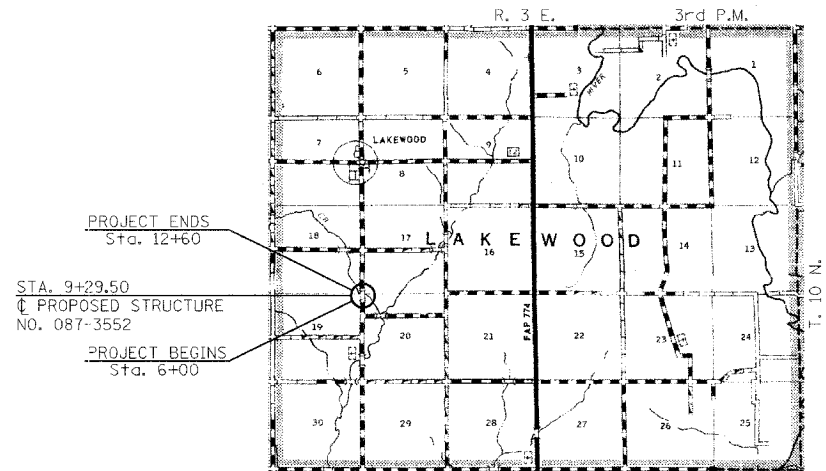 R. 3 E. 3rd P.M.
6 5 4 3 2 1
RIVER
7 LAKEWOOD 8 9 10 11 12
PROJECT ENDS
Sta. 12+60
CR.
18 17 16 15 14 13
LAKEWOOD
STA. 9+29.50
℄ PROPOSED STRUCTURE
NO. 087-3552
T. 10 N.
PROJECT BEGINS
Sta. 6+00
19 20 21 22 23 24
FAP 774
30 29 28 27 26 25